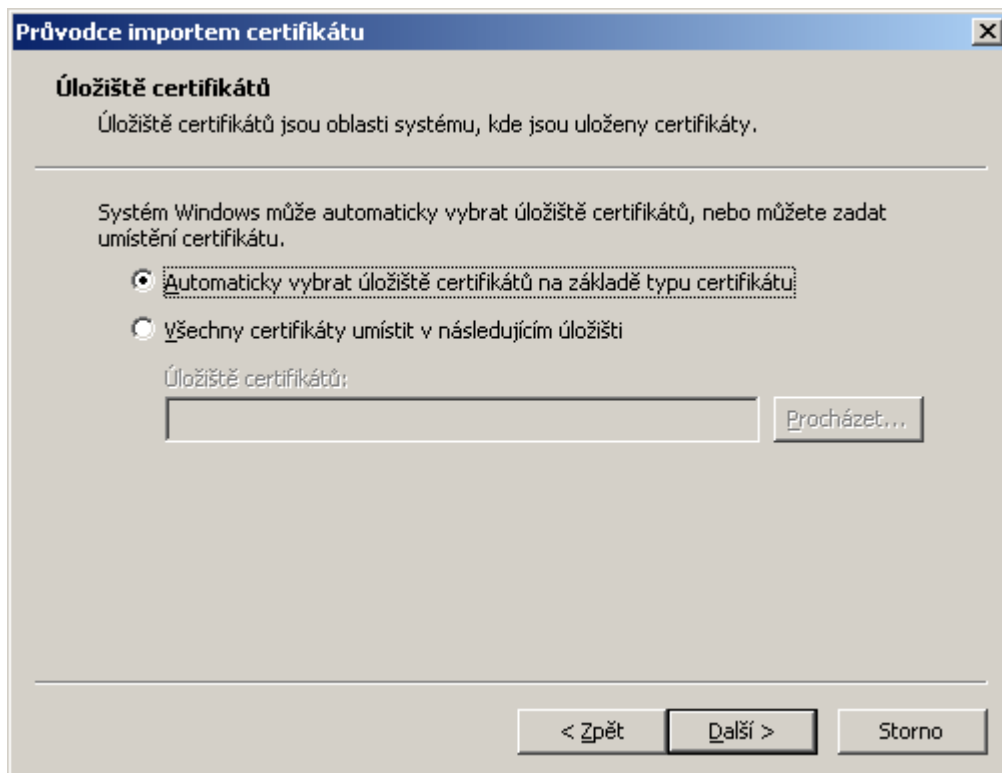 Průvodce importem certifikátu
Úložiště certifikátů
Úložiště certifikátů jsou oblasti systému, kde jsou uloženy certifikáty.
Systém Windows může automaticky vybrat úložiště certifikátů, nebo můžete zadat
umístění certifikátu.
Automaticky vybrat úložiště certifikátů na základě typu certifikátu
Všechny certifikáty umístit v následujícím úložišti
Úložiště certifikátů:
Procházet...
< Zpět
Další >
Storno